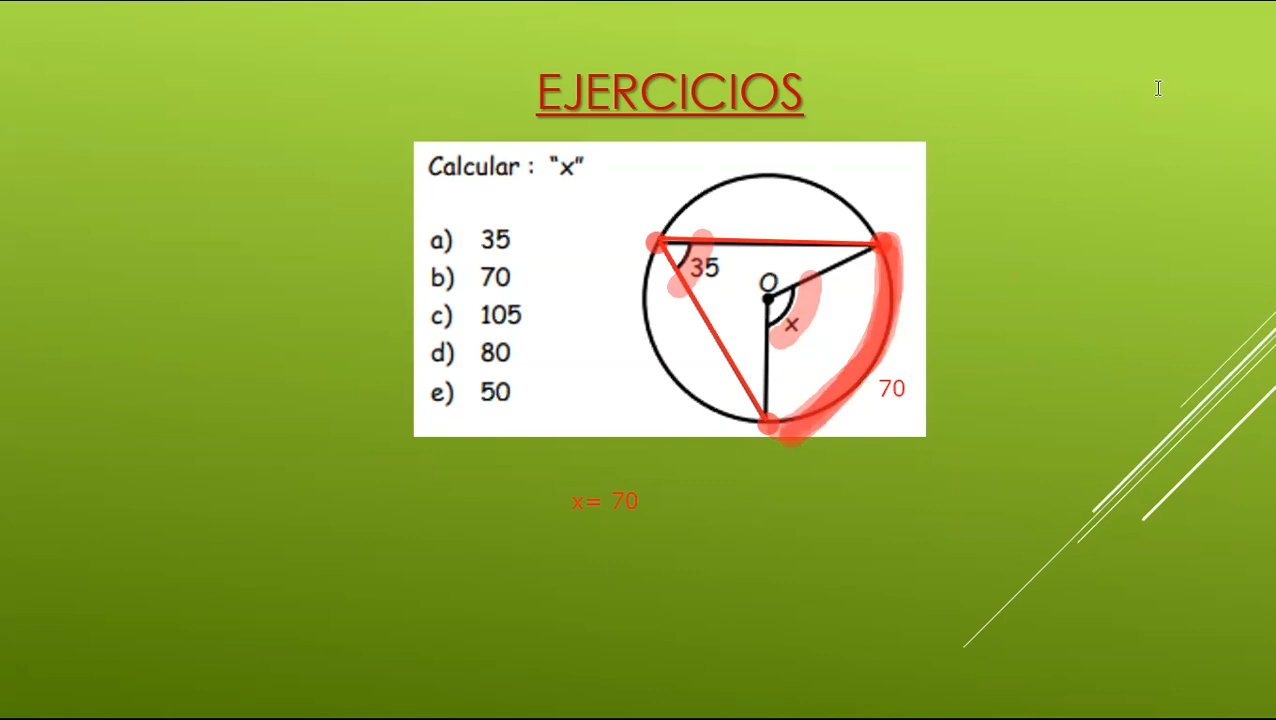 EJERCICIOS
Calcular : "x"
a) 35
b) 70
c) 105
d) 80
e) 50
35
O
x
70
x= 70